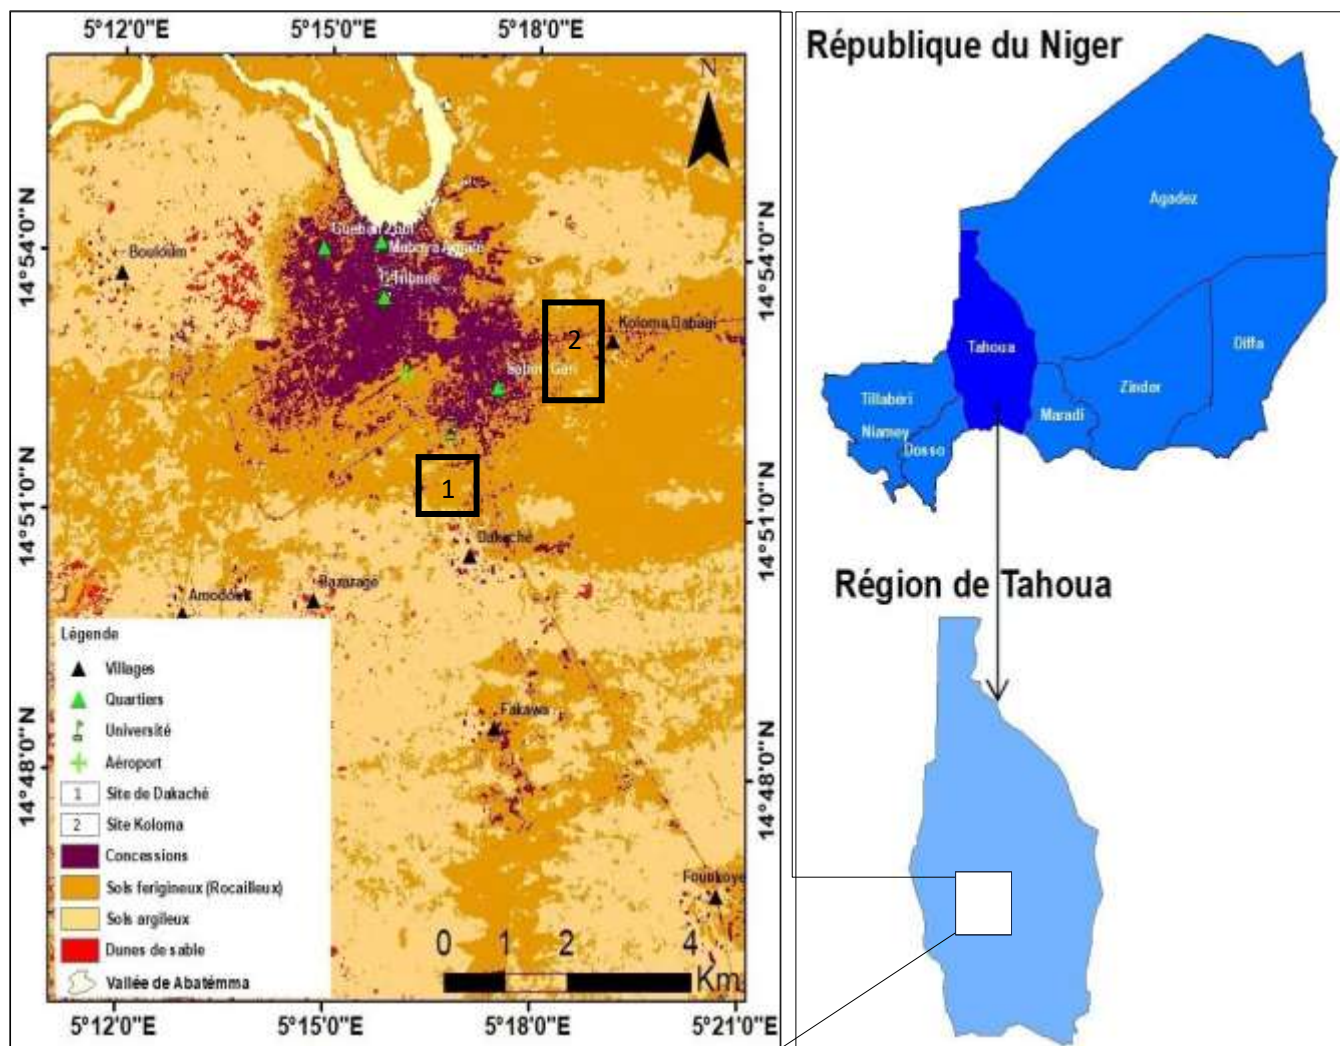 5°12'0"E
5°15'0"E
5°18'0"E
N
14°54'0"N
14°51'0"N
14°48'0"N
14°54'0"N
14°51'0"N
14°48'0"N
Bouloum
Koloma Dabagi
2
1
Dakaché
Bazarage
Fakawa
Founkoye
Légende
Villages
Quartiers
Université
Aéroport
1 Site de Dakaché
2 Site Koloma
Concessions
Sols ferigineux (Rocailleux)
Sols argileux
Dunes de sable
Vallée de Abatémma
0 1 2 4
Km
5°12'0"E
5°15'0"E
5°18'0"E
5°21'0"E
République du Niger
Agadez
Tahoua
Diffa
Zinder
Tillabéri
Maradi
Niamey
Dosso
Région de Tahoua